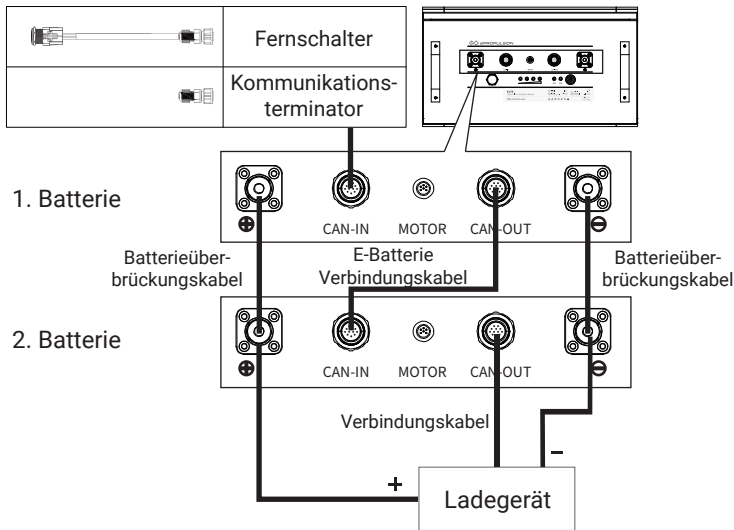 Fernschalter
Kommunikations-
terminator
EPROPULSION
1. Batterie
CAN-IN
MOTOR
CAN-OUT
Batterieüber-
brückungskabel
E-Batterie
Verbindungskabel
Batterieüber-
brückungskabel
2. Batterie
CAN-IN
MOTOR
CAN-OUT
Verbindungskabel
+
−
Ladegerät